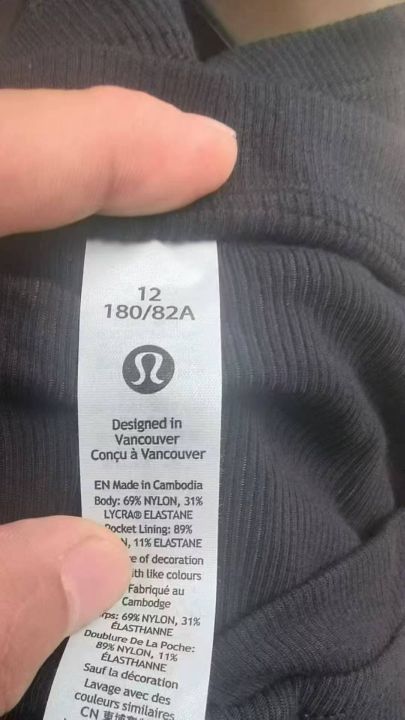 12
180/82A
Designed in
Vancouver
Conçu à Vancouver
EN Made in Cambodia
Body: 69% NYLON, 31%
LYCRA® ELASTANE
Pocket Lining: 89%
11% ELASTANE
of decoration
like colours
Fabriqué au
Cambodge
69% NYLON, 31%
ÉLASTHANNE
Doublure De La Poche:
89% NYLON, 11%
ÉLASTHANNE
Sauf la décoration
Lavage avec des
couleurs similaires
CN